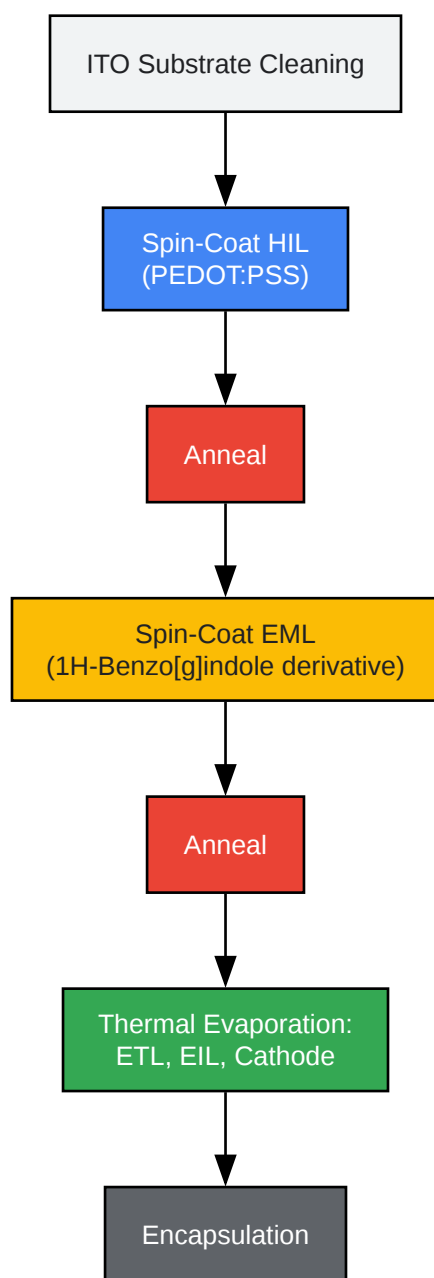 ITO Substrate Cleaning
Spin-Coat HIL
(PEDOT:PSS)
Anneal
Spin-Coat EML
(1H-Benzo[g]indole derivative)
Anneal
Thermal Evaporation:
ETL, EIL, Cathode
Encapsulation